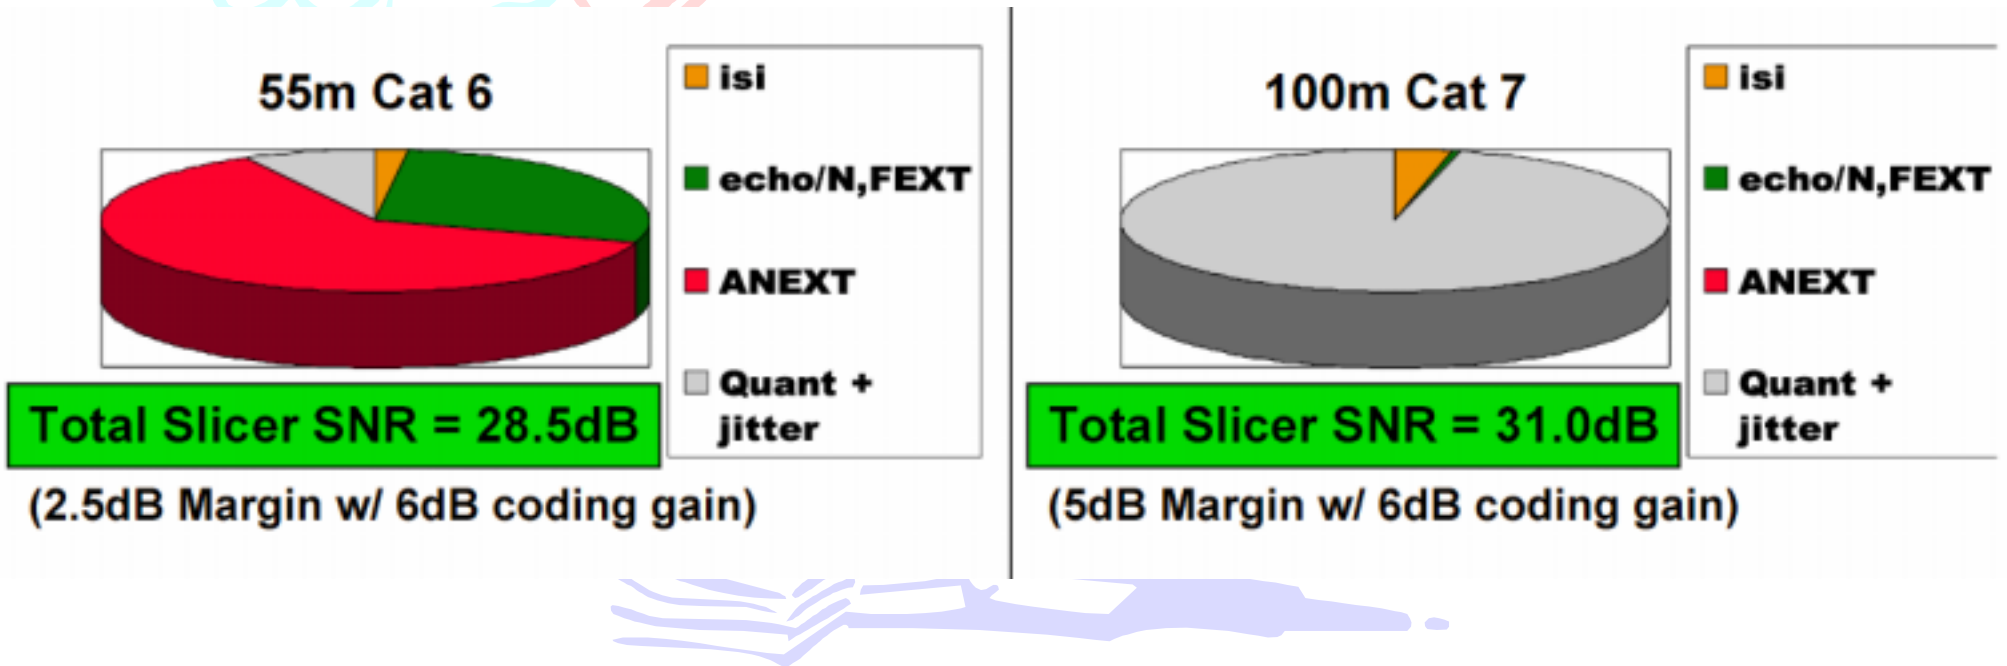 55m Cat 6
isi
echo/N,FEXT
ANEXT
Quant +
jitter
Total Slicer SNR = 28.5dB
(2.5dB Margin w/ 6dB coding gain)
100m Cat 7
isi
echo/N,FEXT
ANEXT
Quant +
jitter
Total Slicer SNR = 31.0dB
(5dB Margin w/ 6dB coding gain)